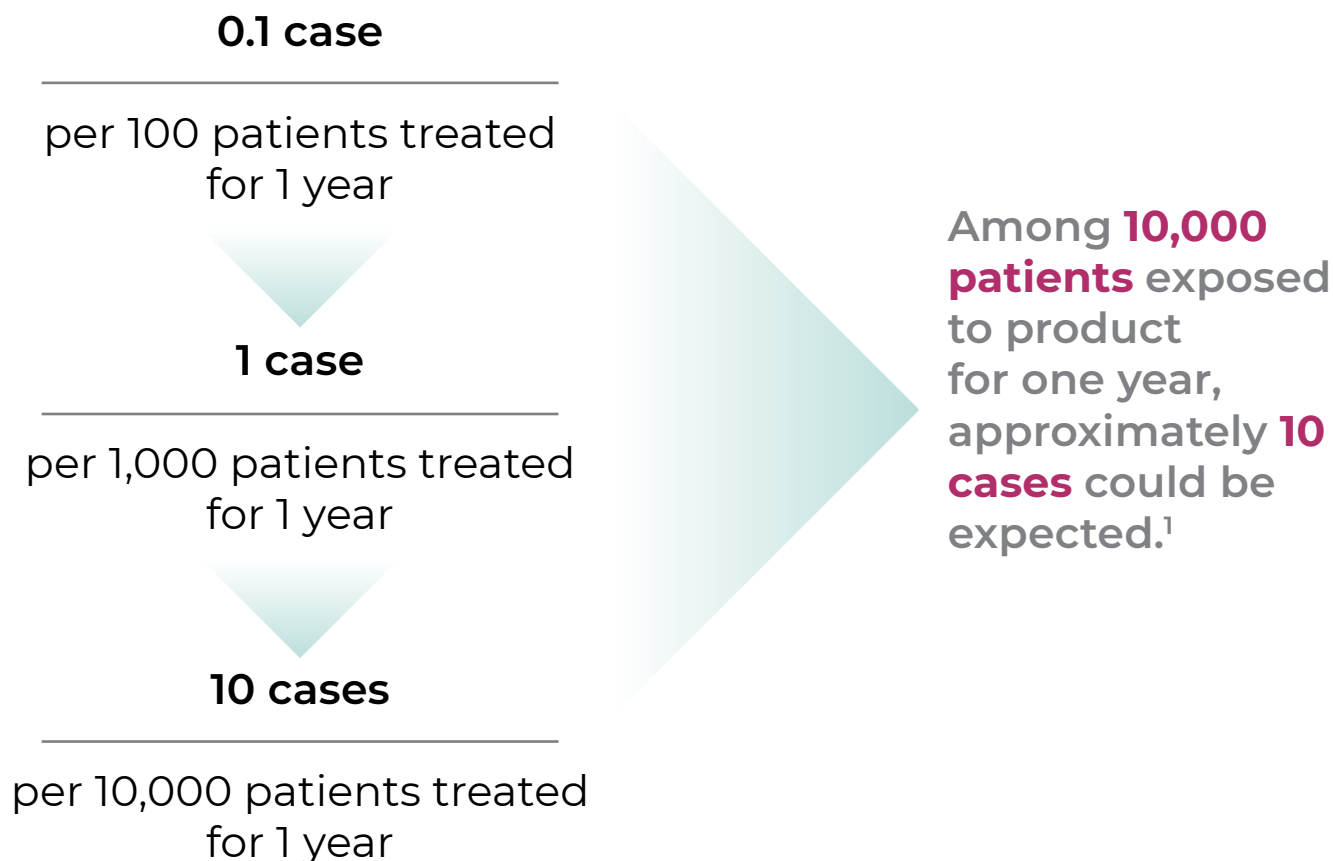 0.1 case
per 100 patients treated
for 1 year
1 case
per 1,000 patients treated
for 1 year
10 cases
per 10,000 patients treated
for 1 year
Among 10,000
patients exposed
to product
for one year,
approximately 10
cases could be
expected.¹